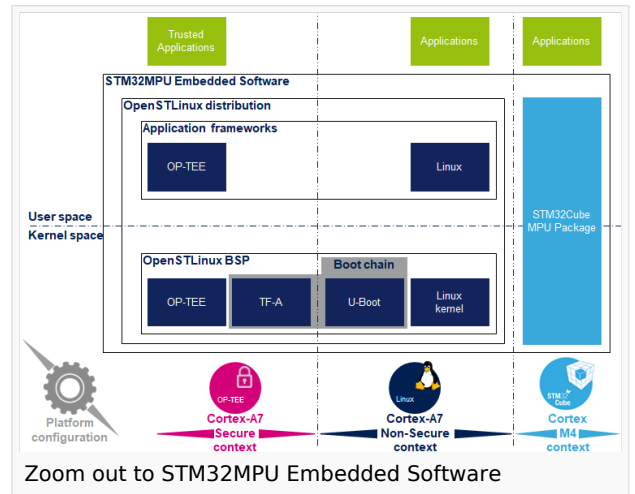 Trusted
Applications
Applications
Applications
STM32MPU Embedded Software
OpenSTLinux distribution
Application frameworks
OP-TEE
Linux
User space
Kernel space
STM32Cube
MPU Package
OpenSTLinux BSP
Boot chain
OP-TEE
TF-A
U-Boot
Linux
kernel
Platform
configuration
OP-TEE
Cortex-A7
Secure
context
Linux
Cortex-A7
Non-Secure
context
STM32
Cube
Cortex
M4
context
Zoom out to STM32MPU Embedded Software